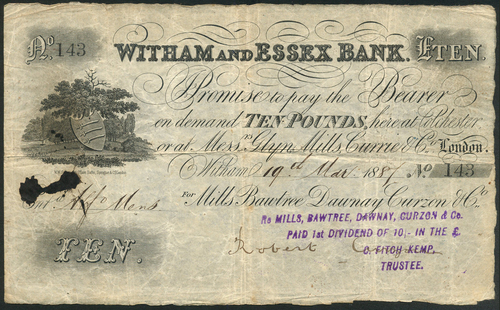 No. 143 WITHAM AND ESSEX BANK. £TEN.
Promise to pay the Bearer
on demand TEN POUNDS, here at Colchester
or at Messrs. Glyn Mills, Currie & Co. London.
Witham 19th Mar 1887 No 143
For Mills Bawtree Dawnay Curzon & Co.
Re MILLS, BAWTREE, DAWNAY, CURZON & Co.
PAID 1st DIVIDEND OF 10/- IN THE £
C. FITCH KEMP,
TRUSTEE.
TEN.
Robert